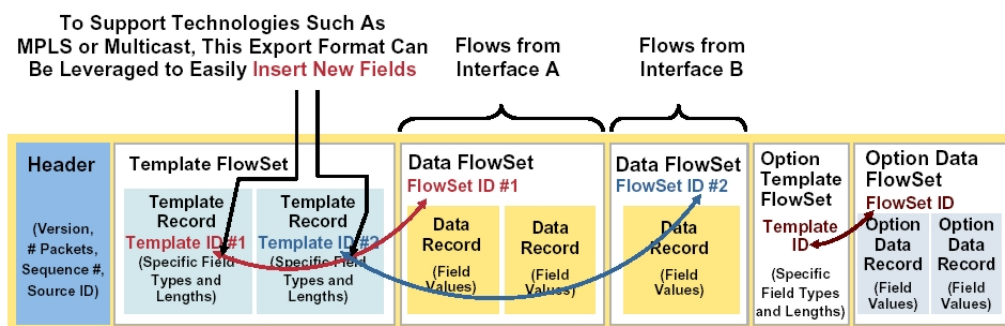 To Support Technologies Such As
MPLS or Multicast, This Export Format Can
Be Leveraged to Easily Insert New Fields
Flows from
Interface A
Flows from
Interface B
Header
(Version,
# Packets,
Sequence #,
Source ID)
Template FlowSet
Template
Record
Template ID #1
(Specific Field
Types and
Lengths)
Template
Record
Template ID #2
(Specific Field
Types and
Lengths)
Data FlowSet
FlowSet ID #1
Data
Record
(Field
Values)
Data
Record
(Field
Values)
Data FlowSet
FlowSet ID #2
Data
Record
(Field
Values)
Option
Template
FlowSet
Template
ID
(Specific
Field Types
and Lengths)
Option Data
FlowSet
FlowSet ID
Option
Data
Record
(Field
Values)
Option
Data
Record
(Field
Values)